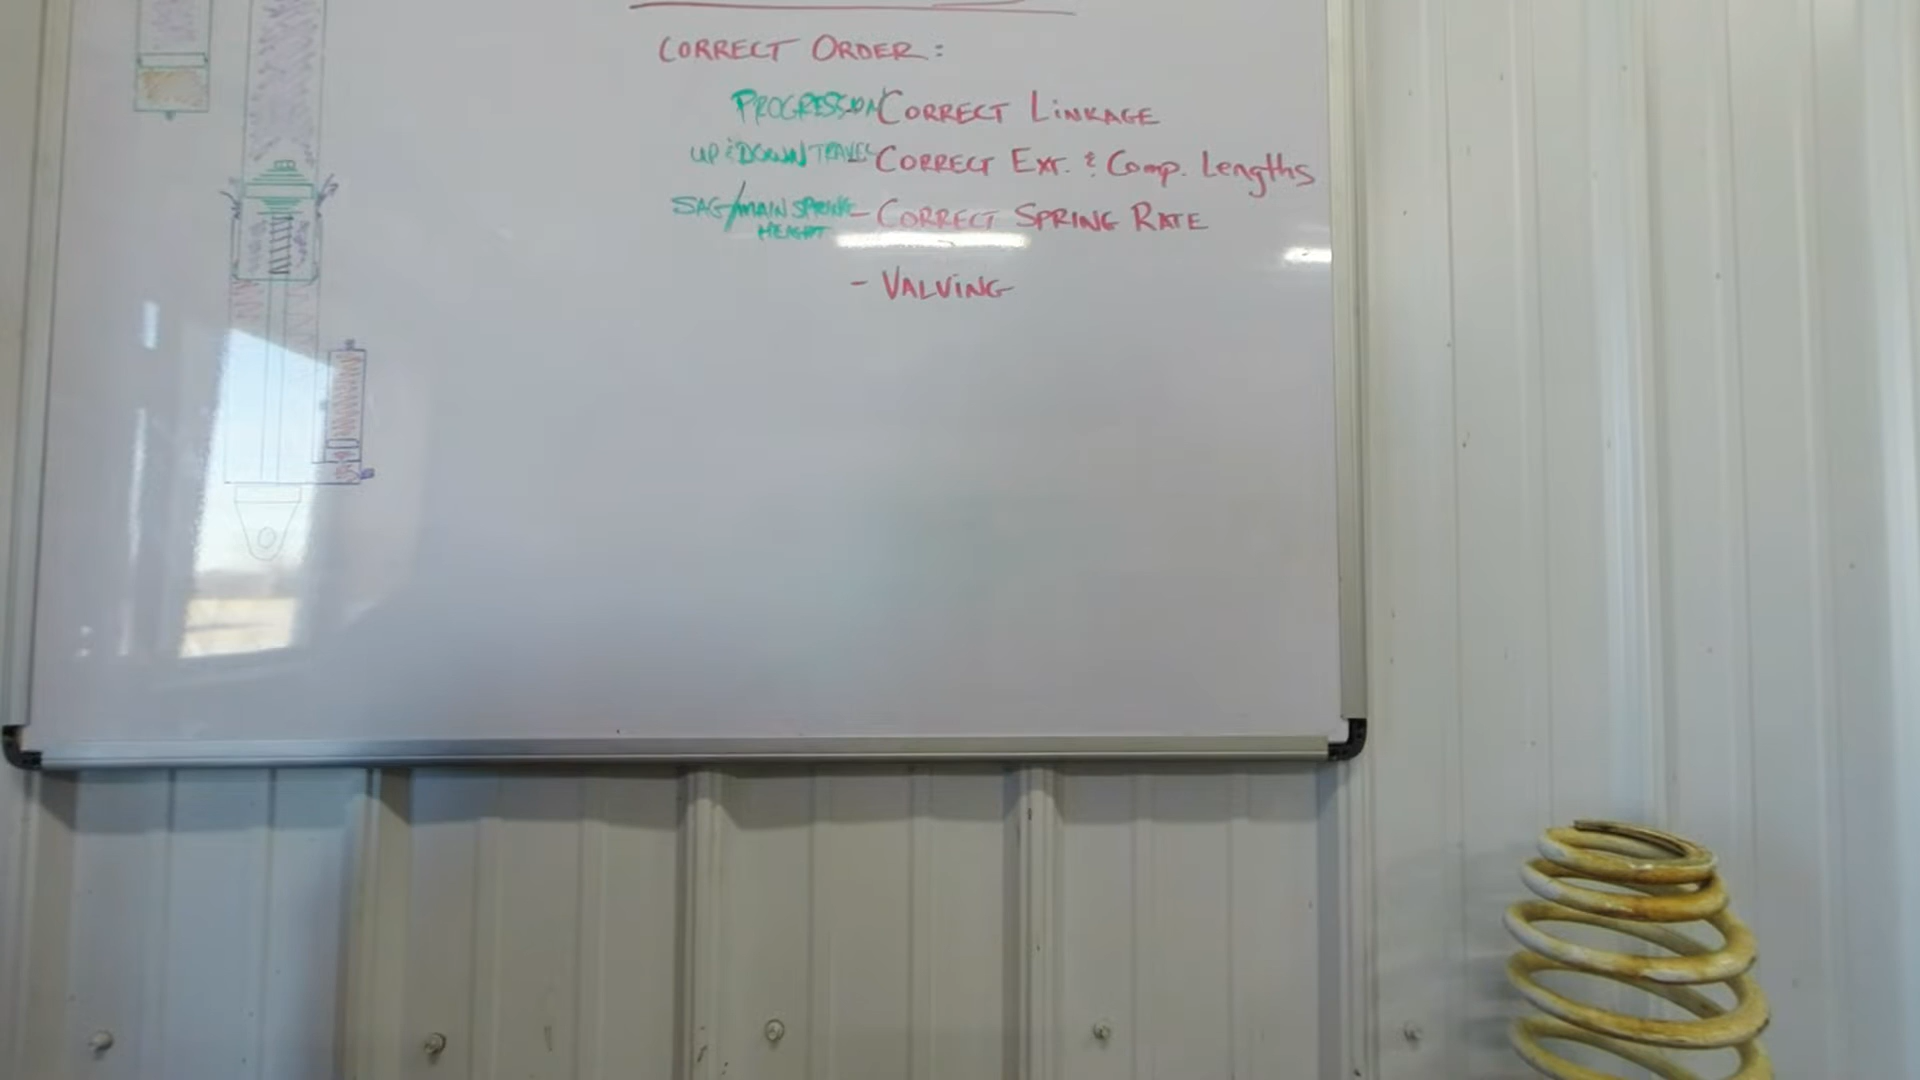 CORRECT ORDER:
PROGRESSION CORRECT LINKAGE
UP & DOWN TRAVEL - CORRECT EXT. & COMP. LENGTHS
SAG/MAIN SPRING HEIGHT - CORRECT SPRING RATE
- VALVING